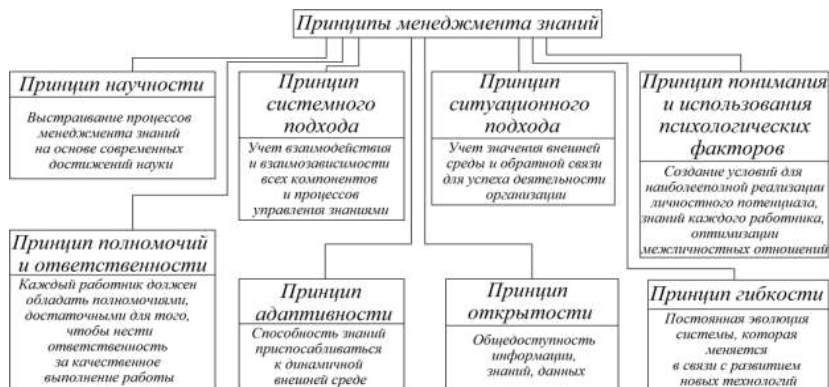 Принципы менеджмента знаний
Принцип научности
Выстраивание процессов
менеджмента знаний
на основе современных
достижений науки
Принцип
системного
подхода
Учет взаимодействия
и взаимозависимости
всех компонентов
и процессов
управления знаниями
Принцип
ситуационного
подхода
Учет значения внешней
среды и обратной связи
для успеха деятельности
организации
Принцип понимания
и использования
психологических
факторов
Создание условий для
наиболееполной реализации
личностного потенциала,
знаний каждого работника,
оптимизации
межличностных отношений
Принцип полномочий
и ответственности
Каждый работник должен
обладать полномочиями,
достаточными для того,
чтобы нести
ответственность
за качественное
выполнение работы
Принцип
адаптивности
Способность знаний
приспосабливаться
к динамичной
внешней среде
Принцип
открытости
Общедоступность
информации,
знаний, данных
Принцип гибкости
Постоянная эволюция
системы, которая
меняется
в связи с развитием
новых технологий